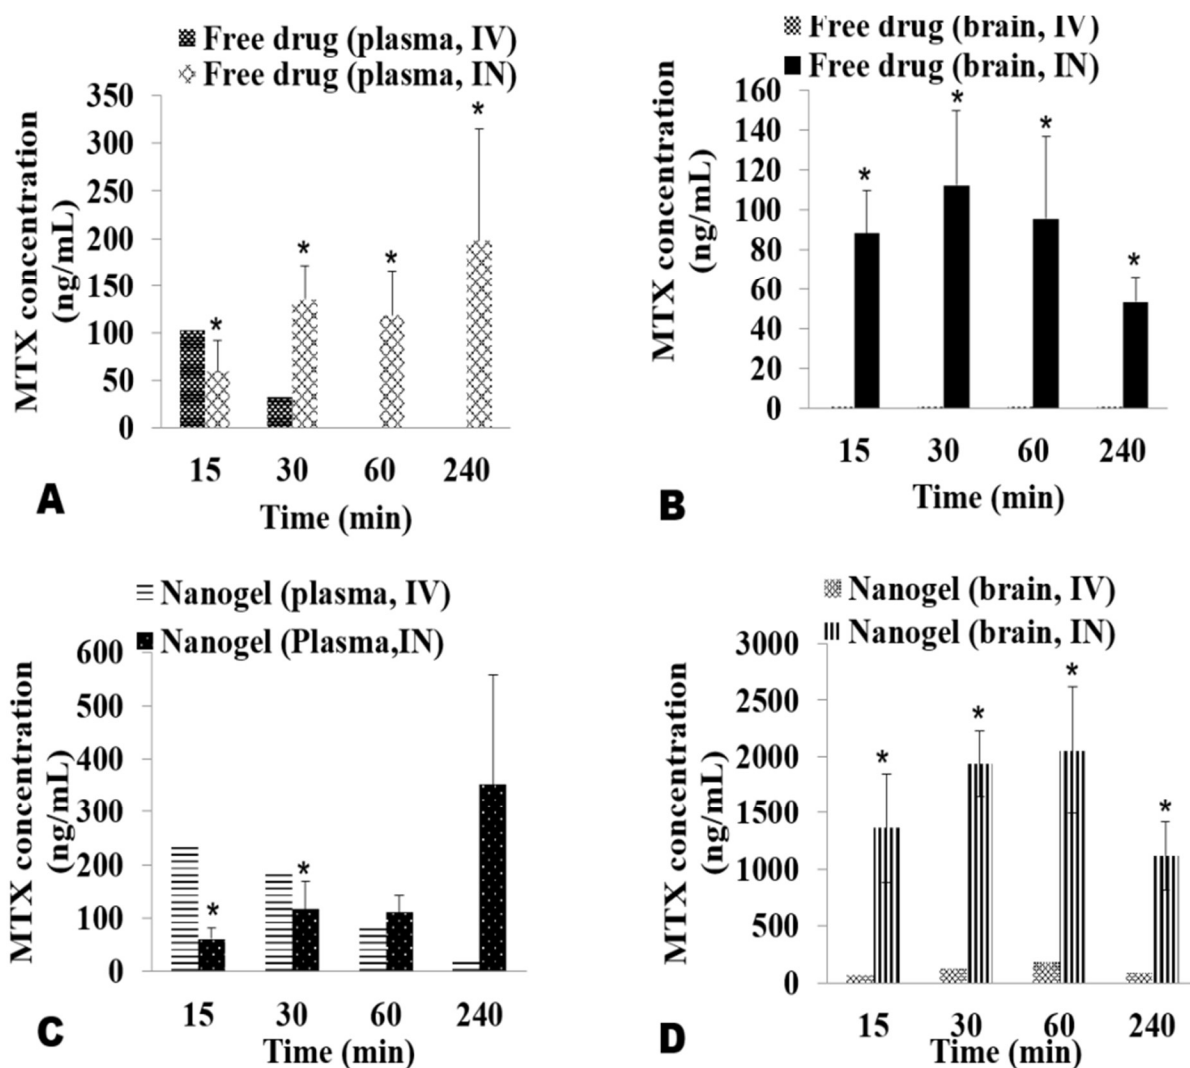 Free drug (plasma, IV)
Free drug (plasma, IN)
MTX concentration
(ng/mL)
350
300
250
200
150
100
50
0
*
*
*
*
15 30 60 240
Time (min)
A
Free drug (brain, IV)
Free drug (brain, IN)
MTX concentration
(ng/mL)
160
140
120
100
80
60
40
20
0
*
*
*
*
15 30 60 240
Time (min)
B
Nanogel (plasma, IV)
Nanogel (Plasma,IN)
MTX concentration
(ng/mL)
600
500
400
300
200
100
0
*
*
15 30 60 240
Time (min)
C
Nanogel (brain, IV)
Nanogel (brain, IN)
MTX concentration
(ng/mL)
3000
2500
2000
1500
1000
500
0
*
*
*
*
15 30 60 240
Time (min)
D